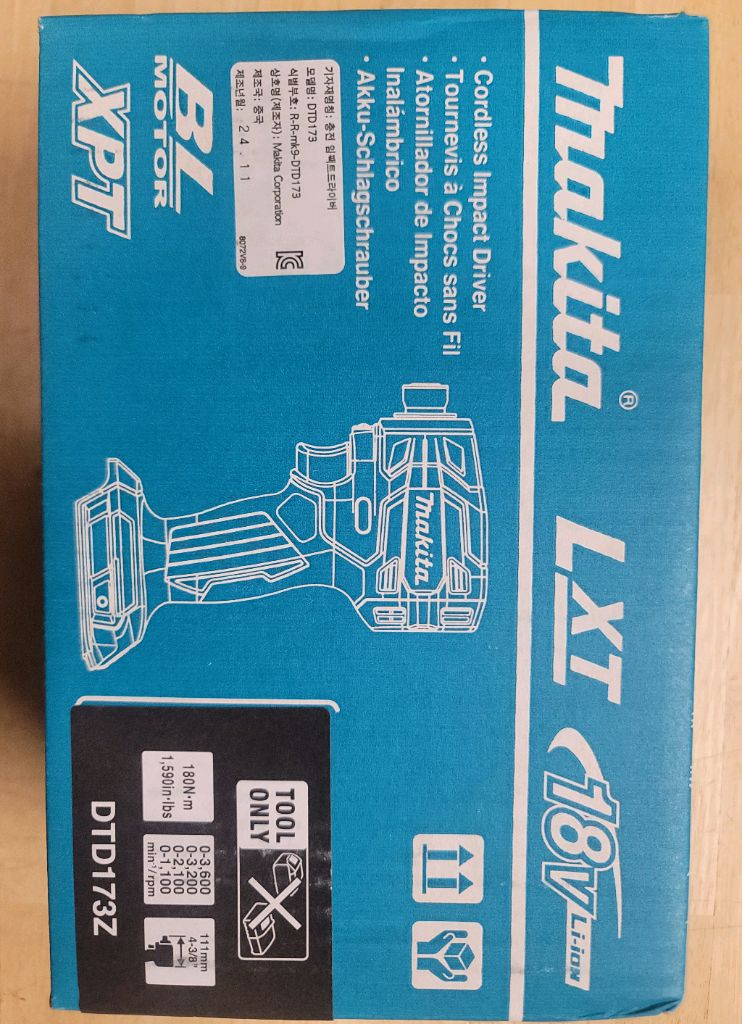 makita®
LXT
18V Li-ion
· Cordless Impact Driver
· Tournevis à Chocs sans Fil
· Atornillador de Impacto
Inalámbrico
· Akku-Schlagschrauber
기자재명칭: 충전 임팩트드라이버
모델명: DTD173
식별부호: R-R-mk9-DTD173
상호명(제조자): Makita Corporation
제조국: 중국
제조년월: 24.11
8072V8-9
BL
MOTOR
XPT
makita
TOOL
ONLY
180N·m
1,590in·lbs
0-3,600
0-3,200
0-2,100
0-1,100
min⁻¹/rpm
111mm
4-3/8"
DTD173Z